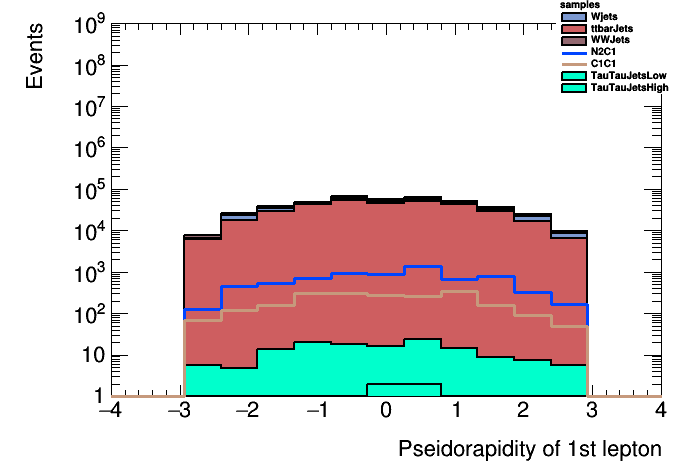 samples
Wjets
ttbarJets
WWJets
N2C1
C1C1
TauTauJetsLow
TauTauJetsHigh
Events
10⁹
10⁸
10⁷
10⁶
10⁵
10⁴
10³
10²
10
1
−4 −3 −2 −1 0 1 2 3 4
Pseidorapidity of 1st lepton